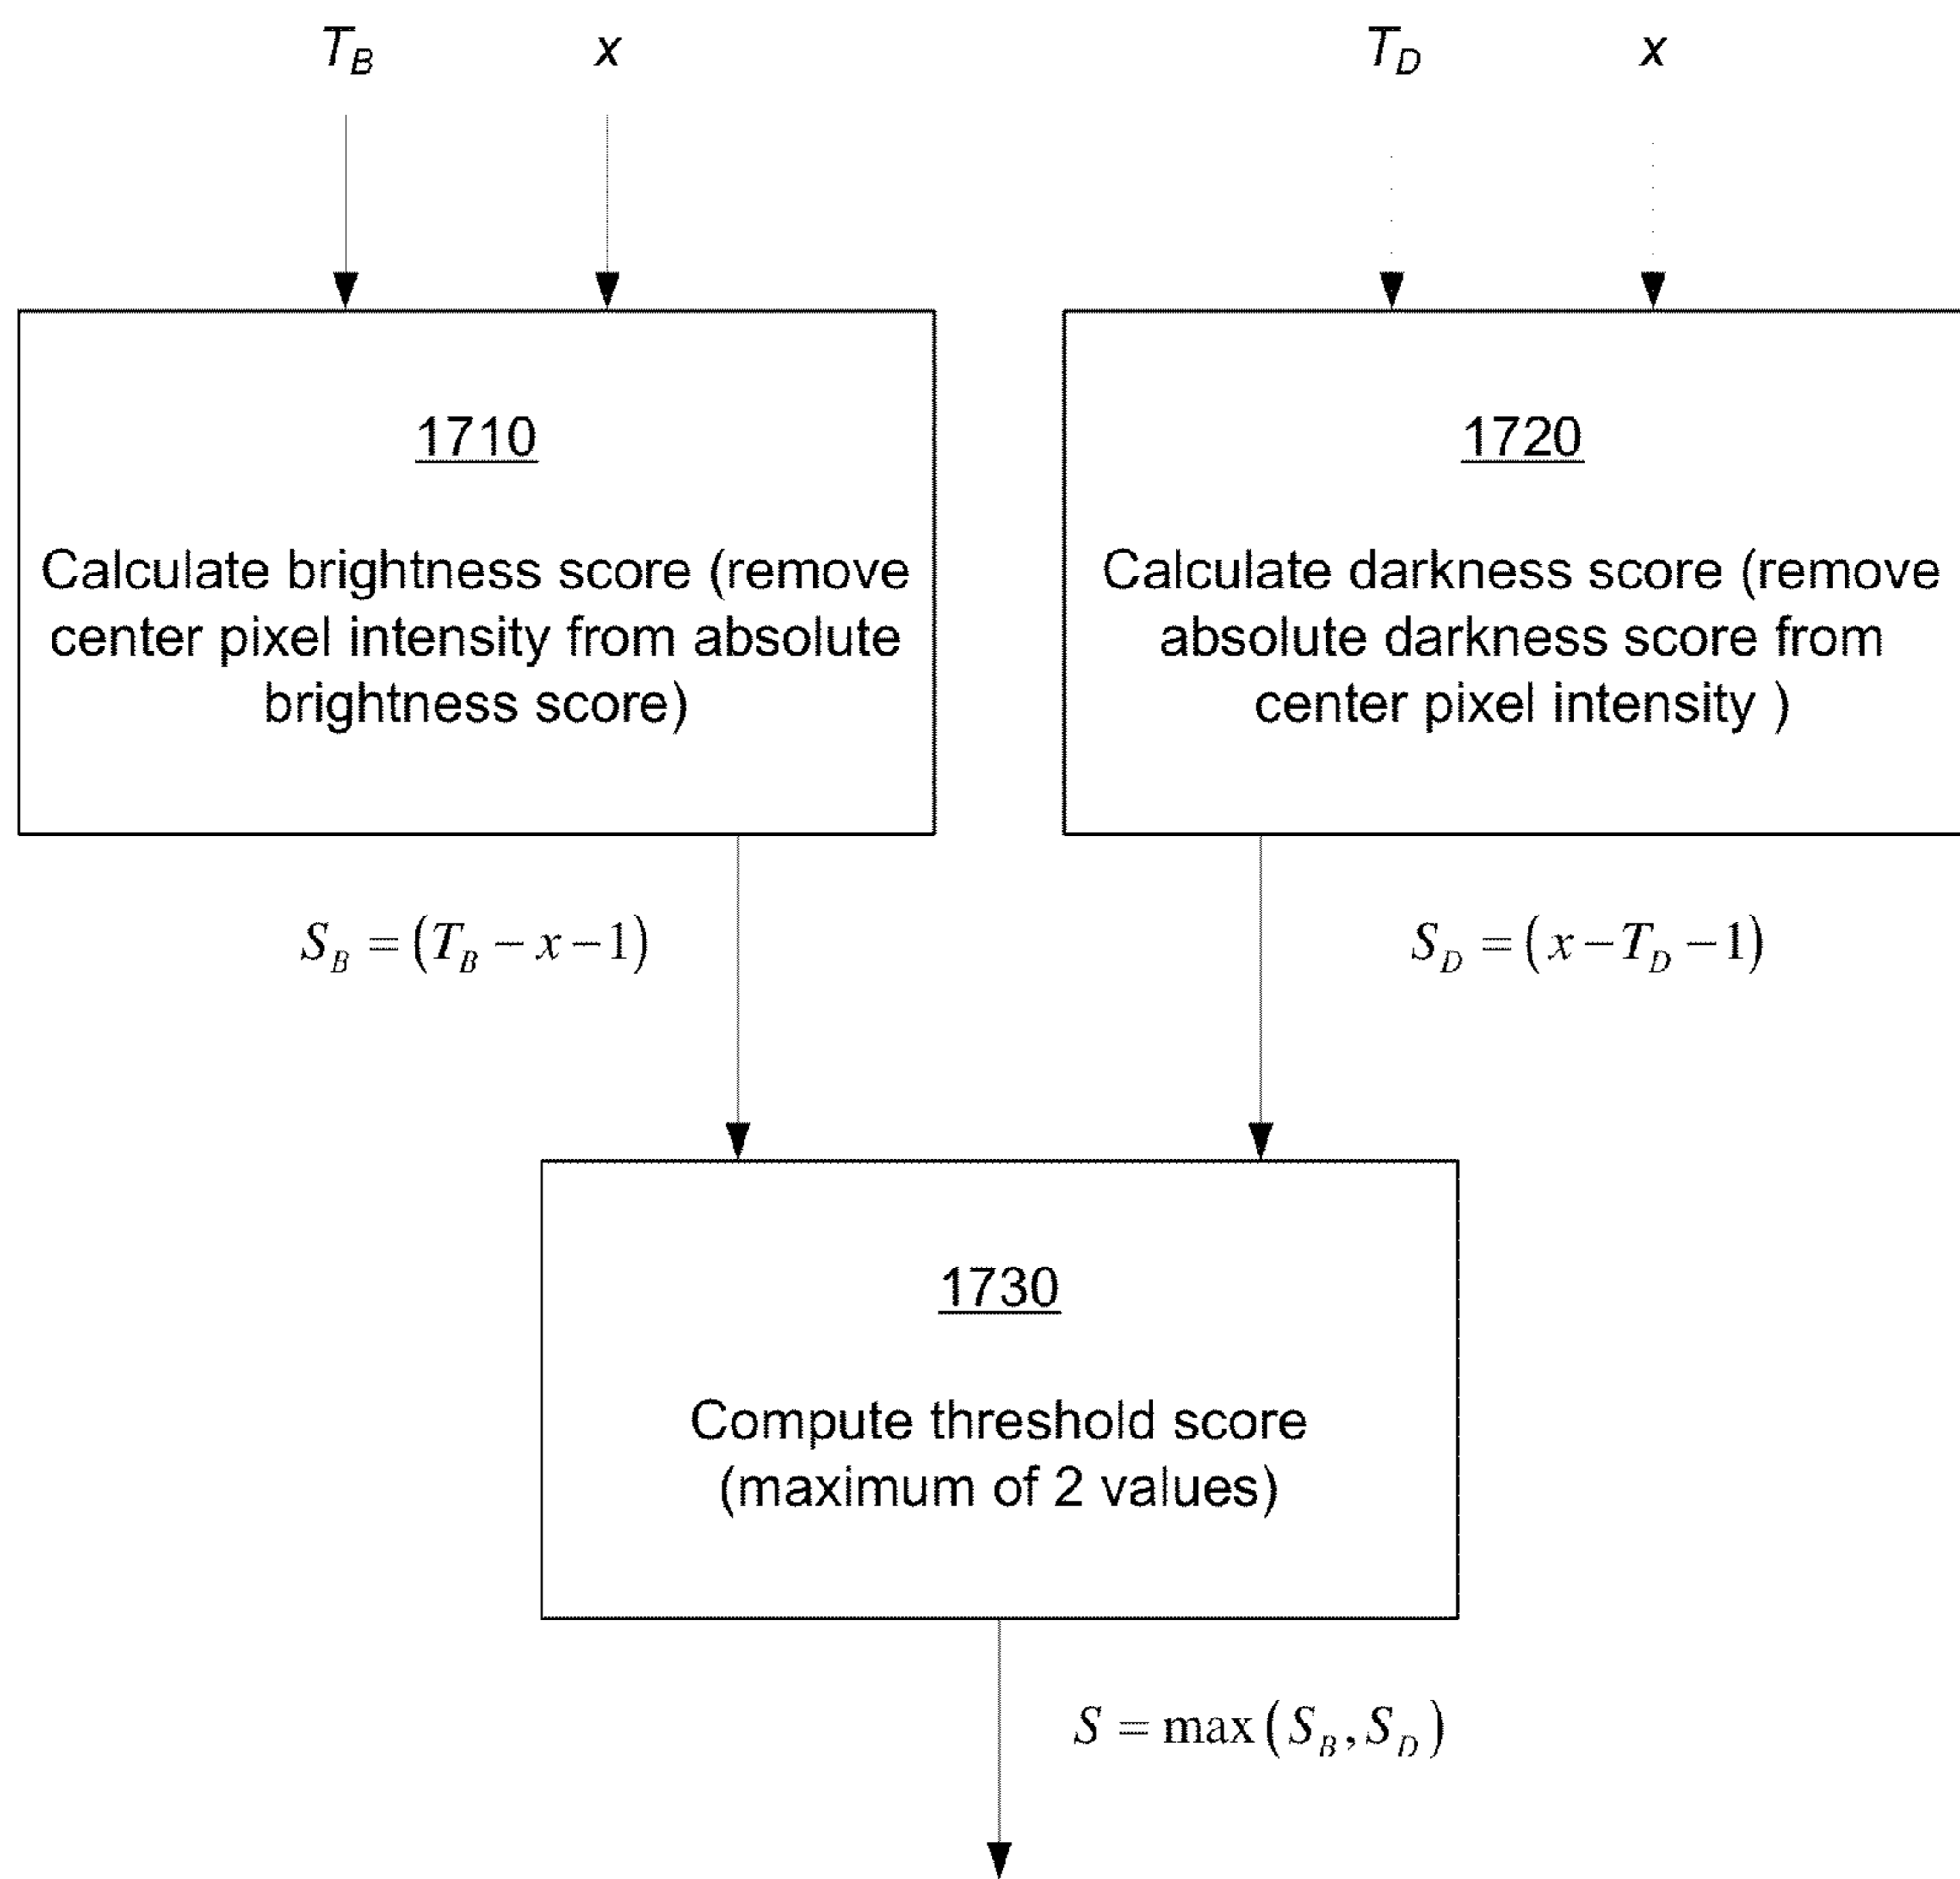 T_B x
T_D x
1710
Calculate brightness score (remove
center pixel intensity from absolute
brightness score)
1720
Calculate darkness score (remove
absolute darkness score from
center pixel intensity )
S_B = (T_B − x − 1)
S_D = (x − T_D − 1)
1730
Compute threshold score
(maximum of 2 values)
S = max(S_B, S_D)